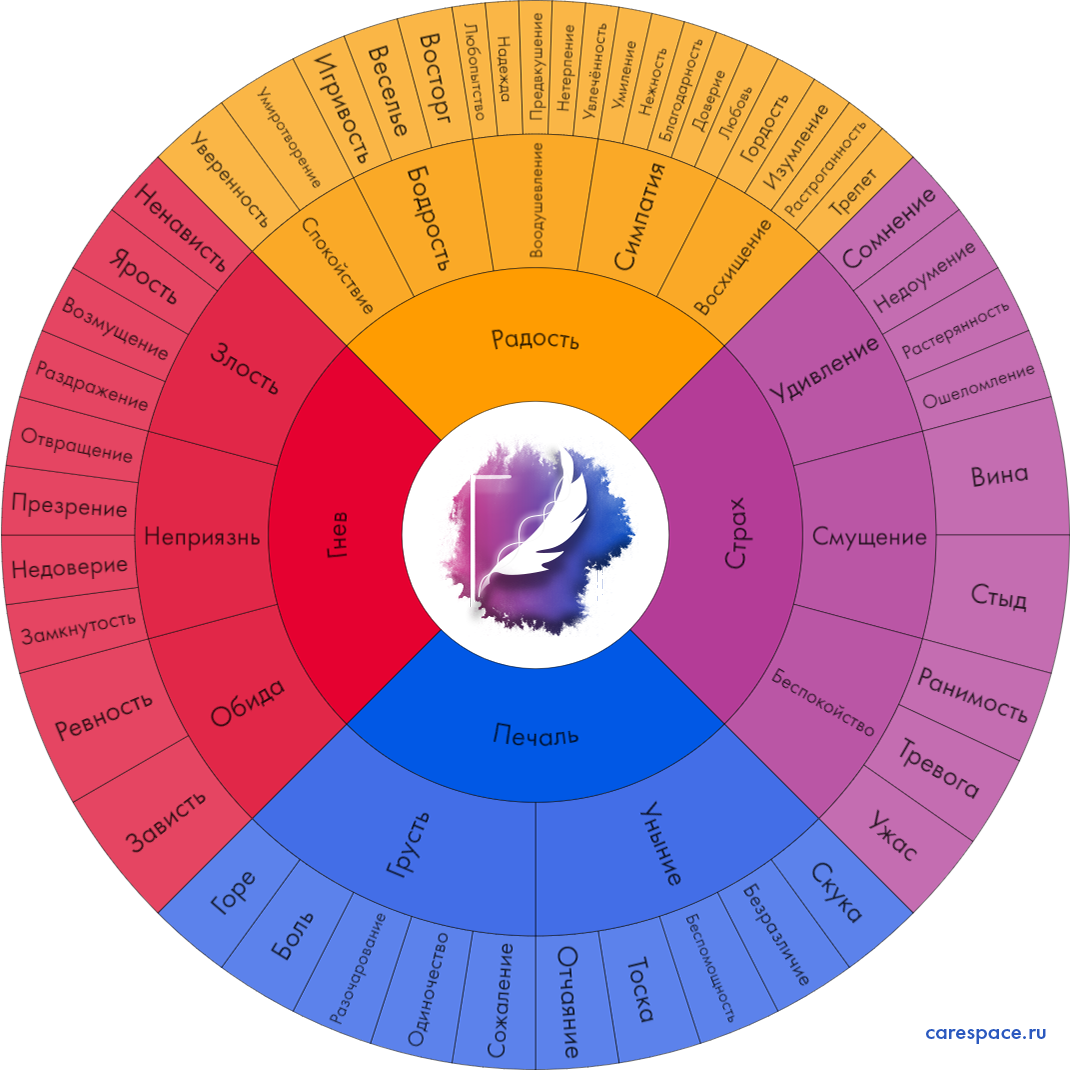 Радость
Спокойствие
Уверенность
Умиротворение
Бодрость
Игривость
Веселье
Восторг
Воодушевление
Любопытство
Надежда
Предвкушение
Нетерпение
Увлечённость
Симпатия
Умиление
Нежность
Благодарность
Доверие
Любовь
Восхищение
Гордость
Изумление
Растроганность
Трепет
Страх
Удивление
Сомнение
Недоумение
Растерянность
Ошеломление
Смущение
Вина
Стыд
Беспокойство
Ранимость
Тревога
Ужас
Печаль
Уныние
Скука
Безразличие
Беспомощность
Тоска
Отчаяние
Грусть
Сожаление
Одиночество
Разочарование
Боль
Горе
Гнев
Обида
Зависть
Ревность
Неприязнь
Замкнутость
Недоверие
Презрение
Отвращение
Злость
Раздражение
Возмущение
Ярость
Ненависть
carespace.ru